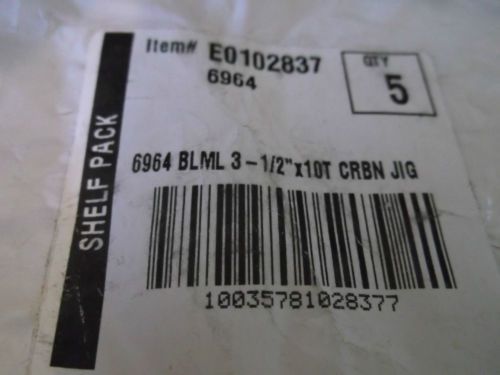 Item# E0102837
6964
QTY
5
SHELF PACK
6964 BLML 3-1/2"x10T CRBN JIG
10035781028377